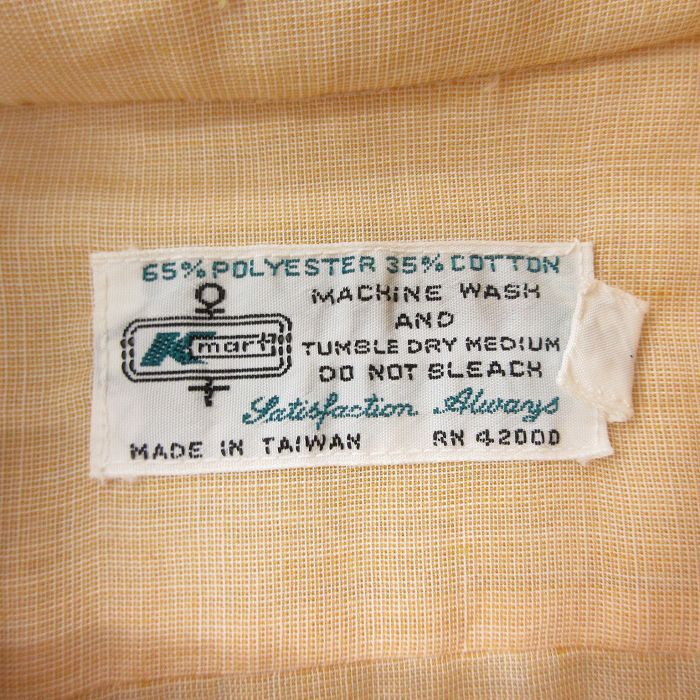 65% POLYESTER 35% COTTON
MACHINE WASH
AND
TUMBLE DRY MEDIUM
DO NOT BLEACH
Kmart
Satisfaction Always
MADE IN TAIWAN RN 42000